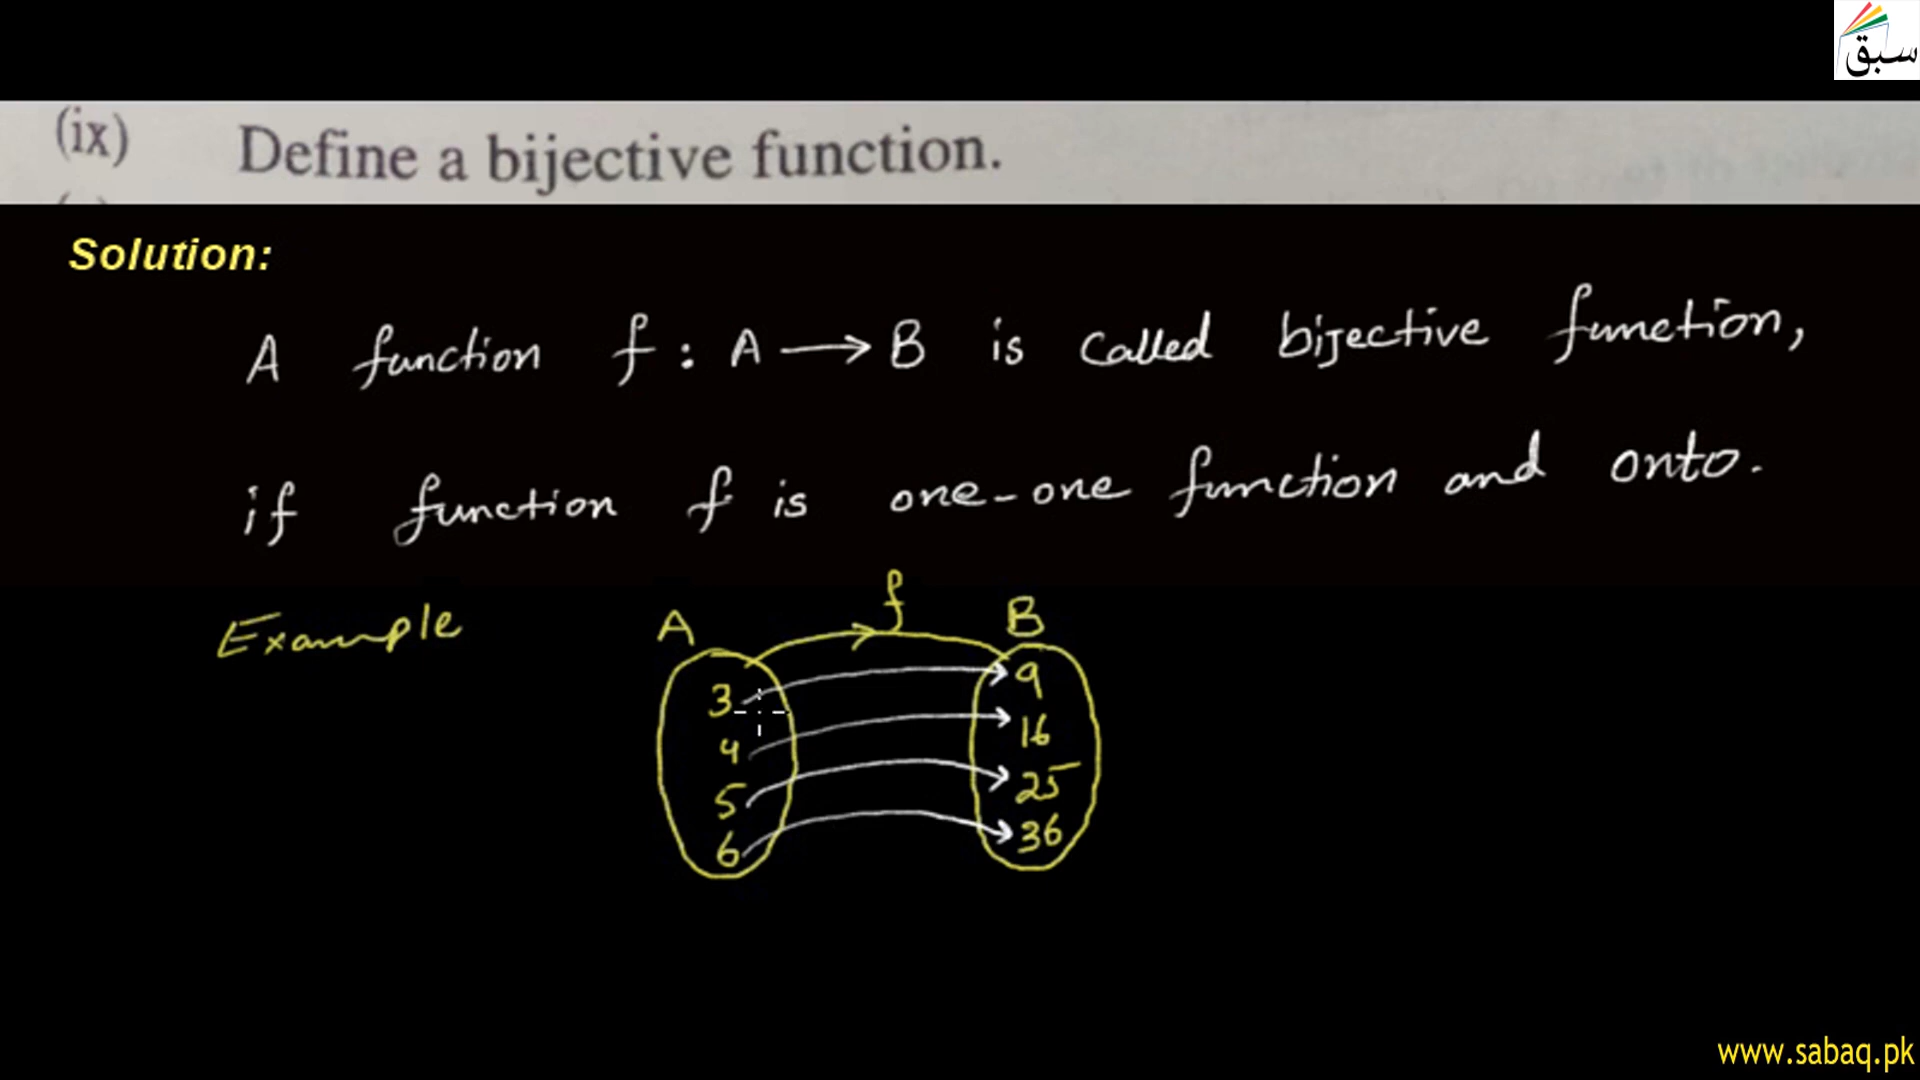 سبق
(ix) Define a bijective function.
Solution:
A function f : A → B is called bijective function,
if function f is one-one function and onto.
Example
A f B
3 9
4 16
5 25
6 36
www.sabaq.pk